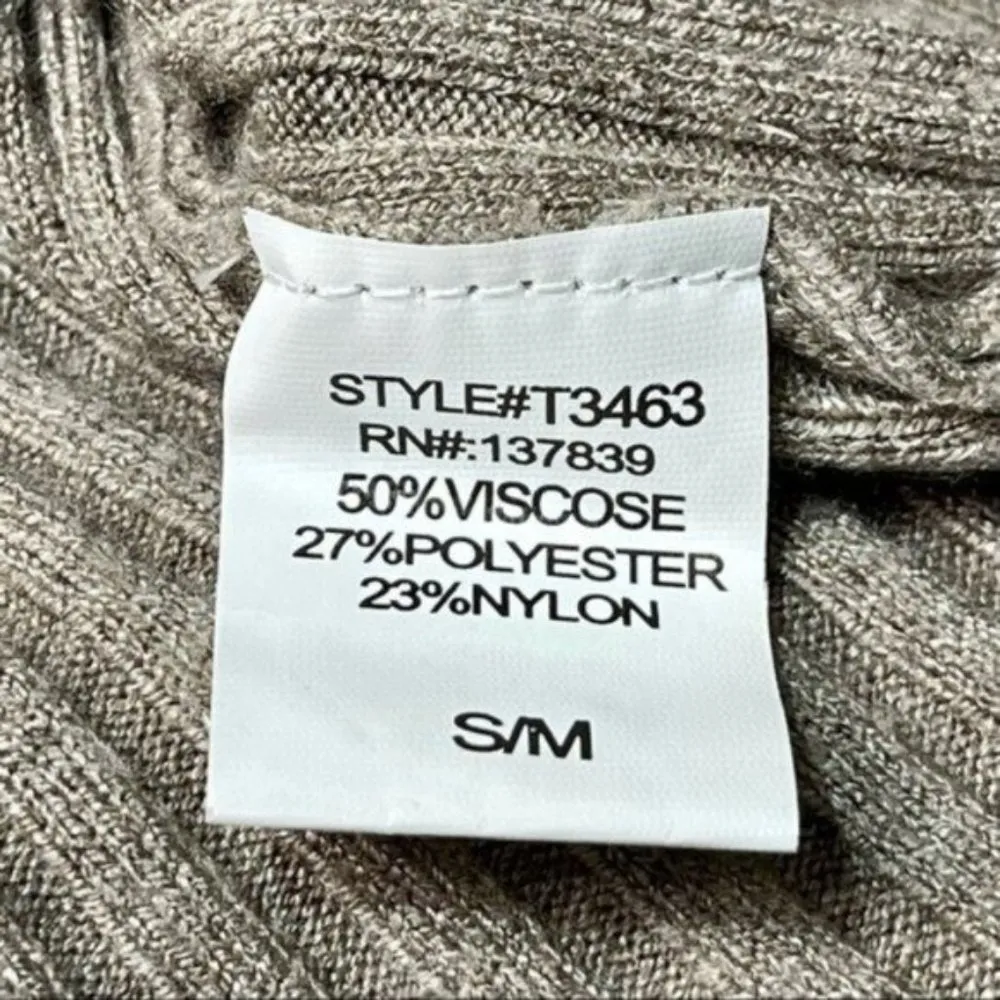 STYLE#T3463
RN#:137839
50%VISCOSE
27%POLYESTER
23%NYLON
S/M